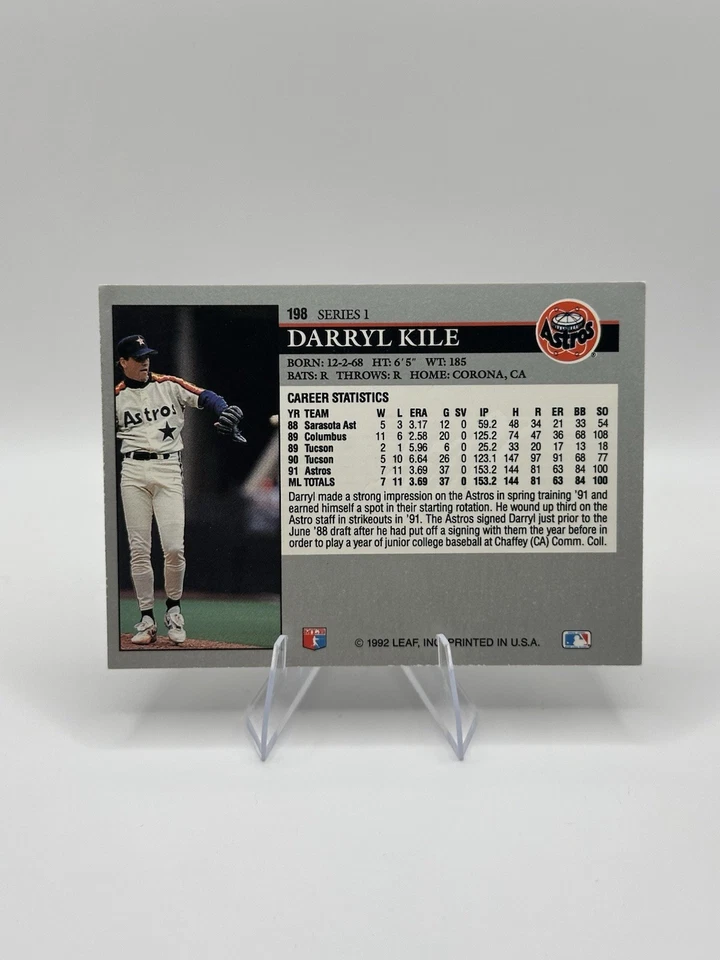 198 SERIES 1
DARRYL KILE
Astros
BORN: 12-2-68 HT: 6'5" WT: 185
BATS: R THROWS: R HOME: CORONA, CA
Astros
CAREER STATISTICS
YR TEAM W L ERA G SV IP H R ER BB SO
88 Sarasota Ast 5 3 3.17 12 0 59.2 48 34 21 33 54
89 Columbus 11 6 2.58 20 0 125.2 74 47 36 68 108
89 Tucson 2 1 5.96 6 0 25.2 33 20 17 13 18
90 Tucson 5 10 6.64 26 0 123.1 147 97 91 68 77
91 Astros 7 11 3.69 37 0 153.2 144 81 63 84 100
ML TOTALS 7 11 3.69 37 0 153.2 144 81 63 84 100
Darryl made a strong impression on the Astros in spring training '91 and
earned himself a spot in their starting rotation. He wound up third on the
Astro staff in strikeouts in '91. The Astros signed Darryl just prior to the
June '88 draft after he had put off a signing with them the year before in
order to play a year of junior college baseball at Chaffey (CA) Comm. Coll.
© 1992 LEAF, INC. PRINTED IN U.S.A.